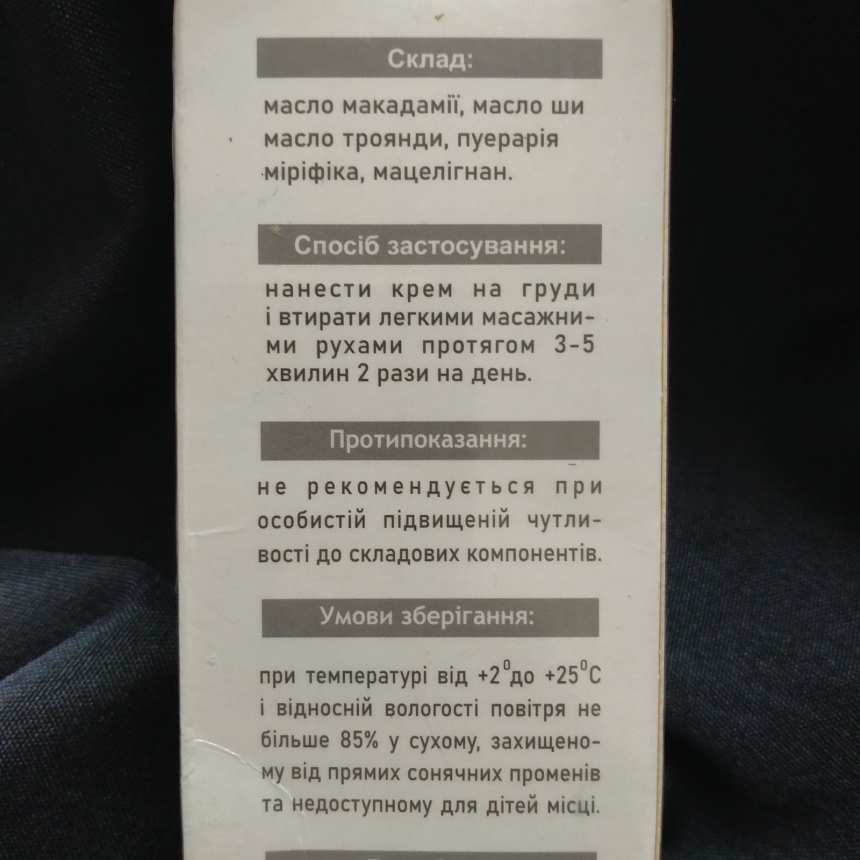 Склад:
масло макадамії, масло ши
масло троянди, пуерарія
міріфіка, мацелігнан.
Спосіб застосування:
нанести крем на груди
і втирати легкими масажни-
ми рухами протягом 3-5
хвилин 2 рази на день.
Протипоказання:
не рекомендується при
особистій підвищеній чутли-
вості до складових компонентів.
Умови зберігання:
при температурі від +2⁰до +25⁰С
і відносній вологості повітря не
більше 85% у сухому, захищено-
му від прямих сонячних променів
та недоступному для дітей місці.